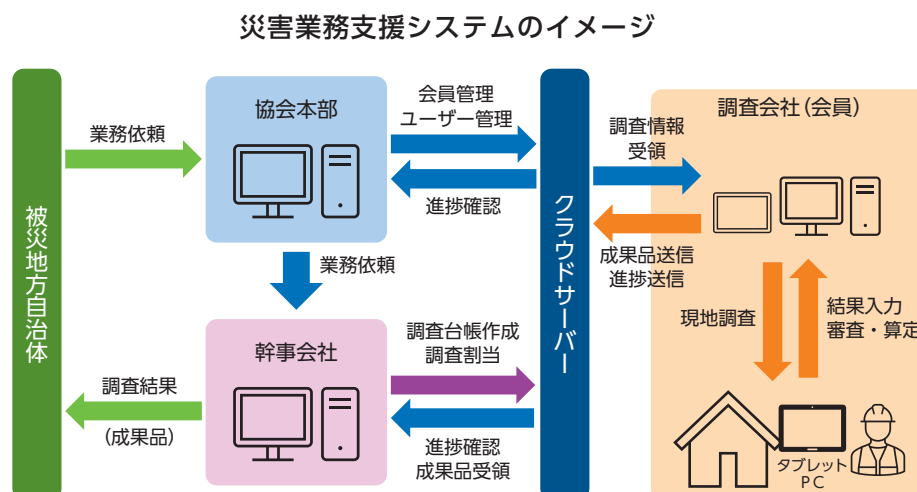 災害業務支援システムのイメージ
被災地方自治体
業務依頼
協会本部
会員管理
ユーザー管理
進捗確認
業務依頼
幹事会社
調査結果
(成果品)
調査台帳作成
調査割当
進捗確認
成果品受領
クラウドサーバー
調査会社(会員)
調査情報
受領
成果品送信
進捗送信
現地調査
結果入力
審査・算定
タブレット
PC